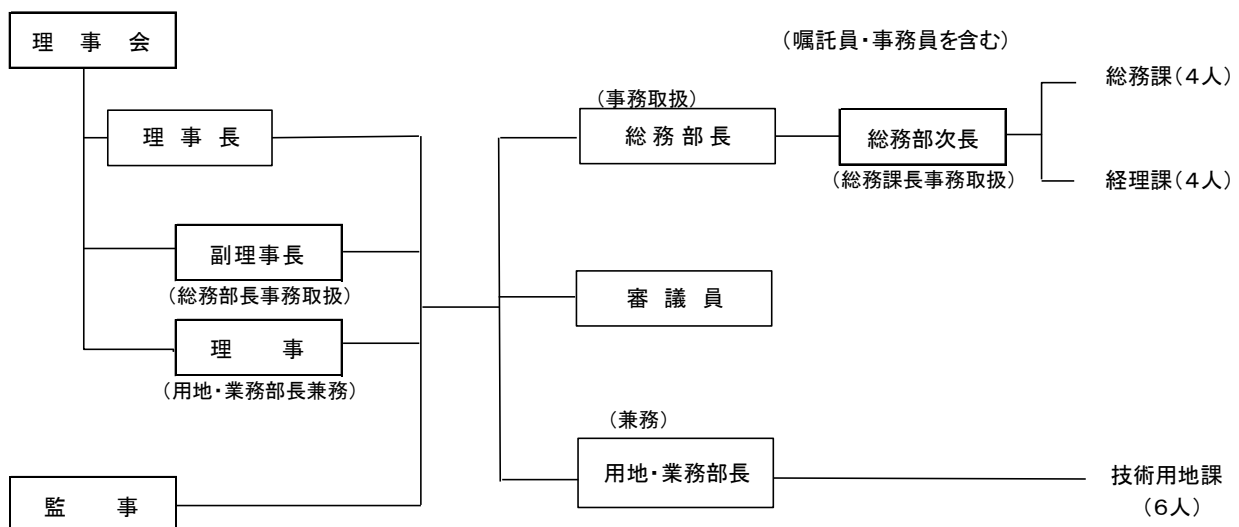 理 事 会
（嘱託員・事務員を含む）
総務課（４人）
（事務取扱）
理 事 長
総 務 部 長
総務部次長
（総務課長事務取扱）
経理課（４人）
副理事長
（総務部長事務取扱）
審 議 員
理 事
（用地・業務部長兼務）
（兼務）
用地・業務部長
技術用地課
（６人）
監 事